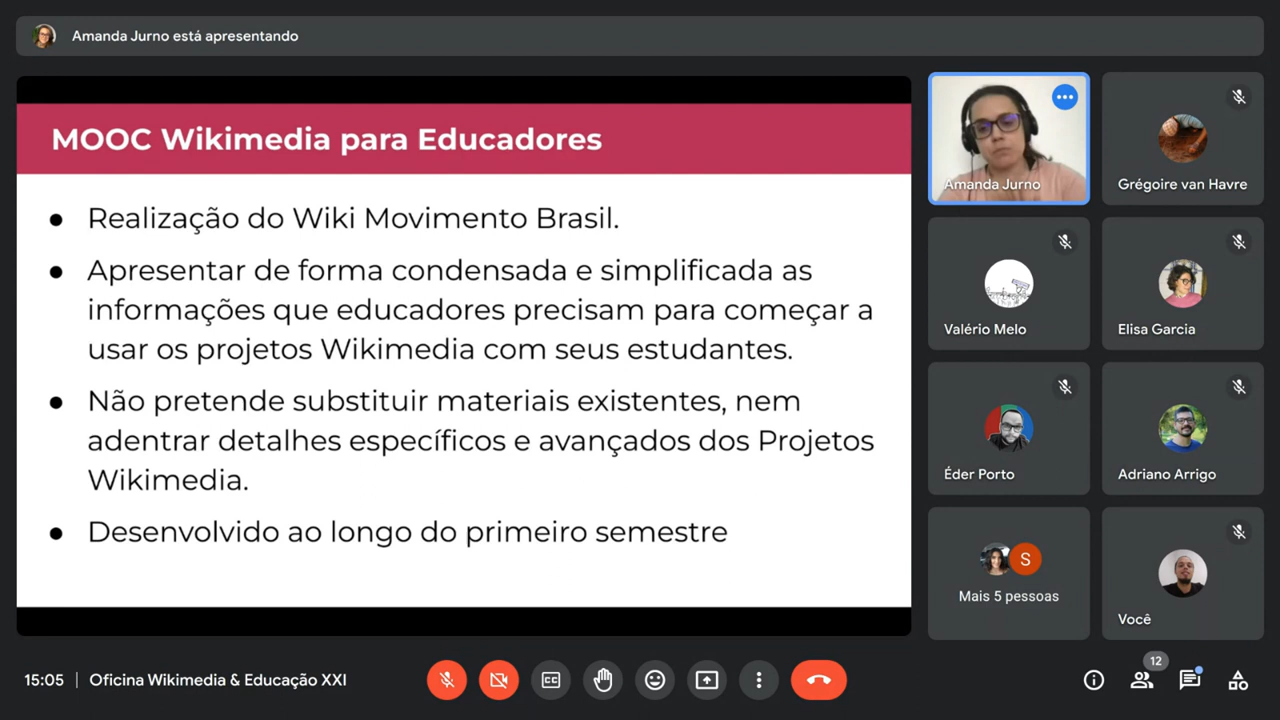 Amanda Jurno está apresentando
MOOC Wikimedia para Educadores
● Realização do Wiki Movimento Brasil.
● Apresentar de forma condensada e simplificada as
informações que educadores precisam para começar a
usar os projetos Wikimedia com seus estudantes.
● Não pretende substituir materiais existentes, nem
adentrar detalhes específicos e avançados dos Projetos
Wikimedia.
● Desenvolvido ao longo do primeiro semestre
Amanda Jurno
Grégoire van Havre
Valério Melo
Elisa Garcia
Éder Porto
Adriano Arrigo
S
Mais 5 pessoas
Você
15:05 | Oficina Wikimedia & Educação XXI
CC
12